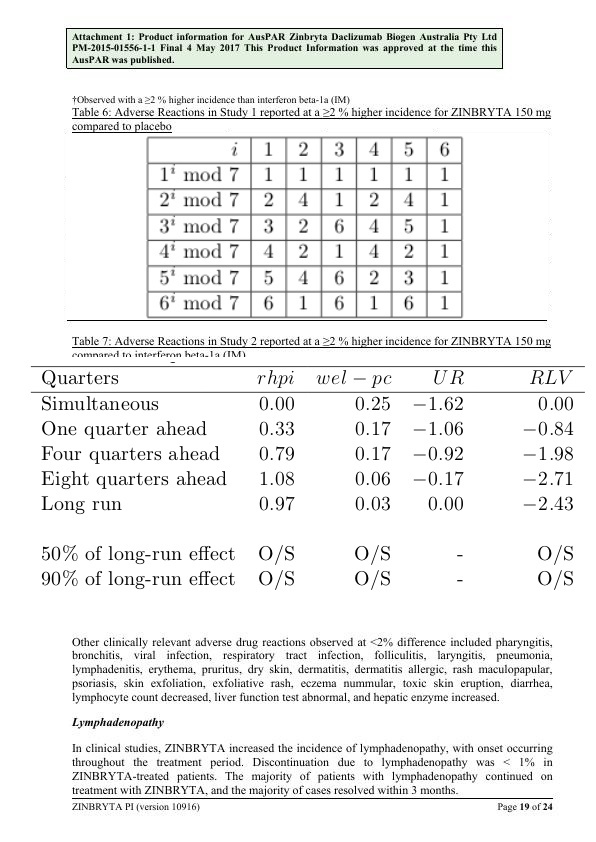 Attachment 1: Product information for AusPAR Zinbryta Daclizumab Biogen Australia Pty Ltd
PM-2015-01556-1-1 Final 4 May 2017 This Product Information was approved at the time this
AusPAR was published.
†Observed with a ≥2 % higher incidence than interferon beta-1a (IM)
Table 6: Adverse Reactions in Study 1 reported at a ≥2 % higher incidence for ZINBRYTA 150 mg
compared to placebo
i 1 2 3 4 5 6
1^i mod 7 1 1 1 1 1 1
2^i mod 7 2 4 1 2 4 1
3^i mod 7 3 2 6 4 5 1
4^i mod 7 4 2 1 4 2 1
5^i mod 7 5 4 6 2 3 1
6^i mod 7 6 1 6 1 6 1
Table 7: Adverse Reactions in Study 2 reported at a ≥2 % higher incidence for ZINBRYTA 150 mg
compared to interferon beta-1a (IM)
Quarters rhpi wel − pc UR RLV
Simultaneous 0.00 0.25 −1.62 0.00
One quarter ahead 0.33 0.17 −1.06 −0.84
Four quarters ahead 0.79 0.17 −0.92 −1.98
Eight quarters ahead 1.08 0.06 −0.17 −2.71
Long run 0.97 0.03 0.00 −2.43
50% of long-run effect O/S O/S - O/S
90% of long-run effect O/S O/S - O/S
Other clinically relevant adverse drug reactions observed at <2% difference included pharyngitis,
bronchitis, viral infection, respiratory tract infection, folliculitis, laryngitis, pneumonia,
lymphadenitis, erythema, pruritus, dry skin, dermatitis, dermatitis allergic, rash maculopapular,
psoriasis, skin exfoliation, exfoliative rash, eczema nummular, toxic skin eruption, diarrhea,
lymphocyte count decreased, liver function test abnormal, and hepatic enzyme increased.
Lymphadenopathy
In clinical studies, ZINBRYTA increased the incidence of lymphadenopathy, with onset occurring
throughout the treatment period. Discontinuation due to lymphadenopathy was < 1% in
ZINBRYTA-treated patients. The majority of patients with lymphadenopathy continued on
treatment with ZINBRYTA, and the majority of cases resolved within 3 months.
ZINBRYTA PI (version 10916) Page 19 of 24